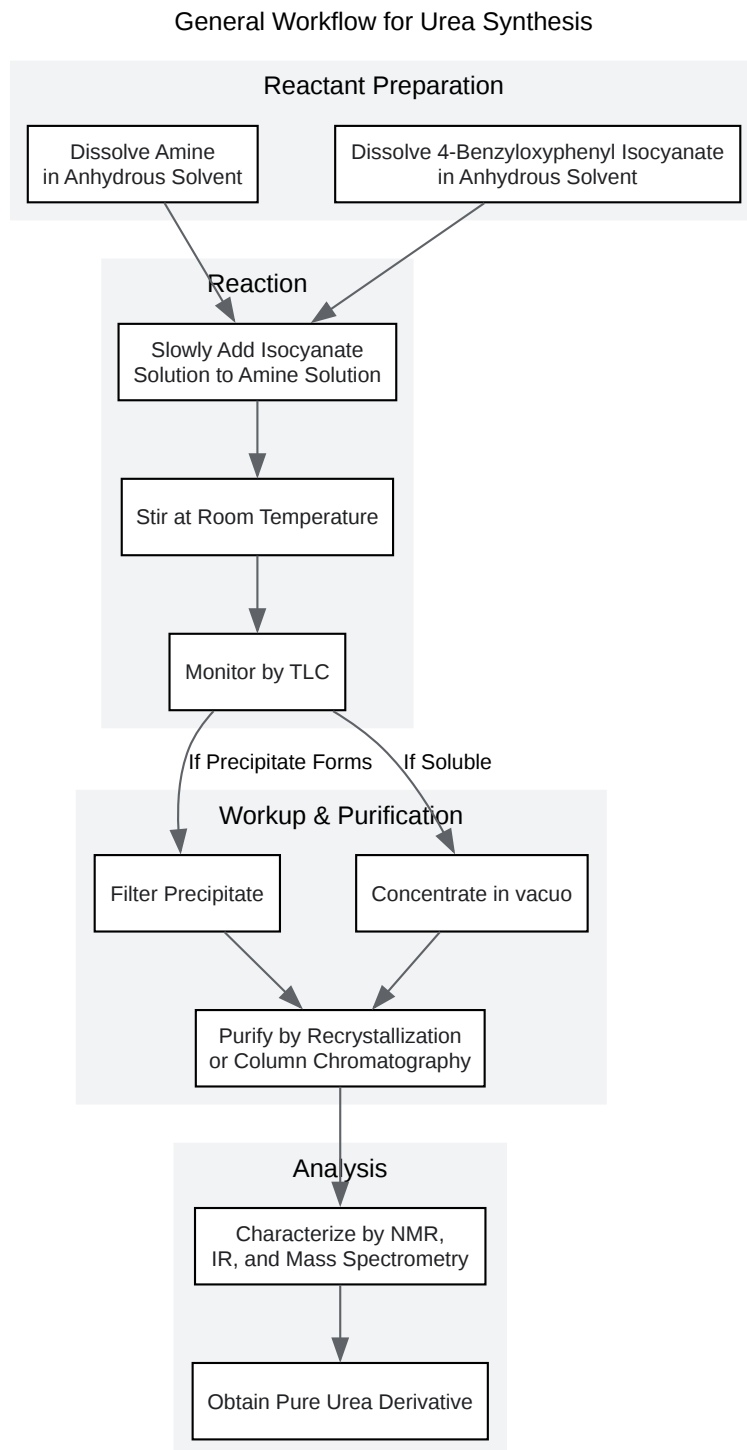 General Workflow for Urea Synthesis
Reactant Preparation
Dissolve Amine
in Anhydrous Solvent
Dissolve 4-Benzyloxyphenyl Isocyanate
in Anhydrous Solvent
Reaction
Slowly Add Isocyanate
Solution to Amine Solution
Stir at Room Temperature
Monitor by TLC
If Precipitate Forms
If Soluble
Workup & Purification
Filter Precipitate
Concentrate in vacuo
Purify by Recrystallization
or Column Chromatography
Analysis
Characterize by NMR,
IR, and Mass Spectrometry
Obtain Pure Urea Derivative